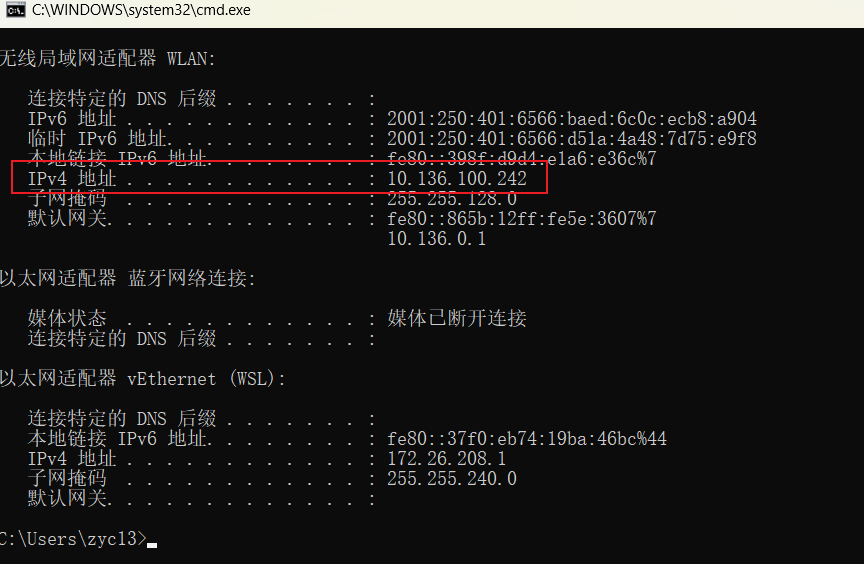 C:\WINDOWS\system32\cmd.exe
无线局域网适配器 WLAN:
连接特定的 DNS 后缀 . . . . . . . :
IPv6 地址 . . . . . . . . . . . . : 2001:250:401:6566:baed:6c0c:ecb8:a904
临时 IPv6 地址. . . . . . . . . . : 2001:250:401:6566:d51a:4a48:7d75:e9f8
本地链接 IPv6 地址. . . . . . . . : fe80::398f:d9d4:e1a6:e36c%7
IPv4 地址 . . . . . . . . . . . . : 10.136.100.242
子网掩码 . . . . . . . . . . . . : 255.255.128.0
默认网关. . . . . . . . . . . . . : fe80::865b:12ff:fe5e:3607%7
10.136.0.1
以太网适配器 蓝牙网络连接:
媒体状态 . . . . . . . . . . . . : 媒体已断开连接
连接特定的 DNS 后缀 . . . . . . . :
以太网适配器 vEthernet (WSL):
连接特定的 DNS 后缀 . . . . . . . :
本地链接 IPv6 地址. . . . . . . . : fe80::37f0:eb74:19ba:46bc%44
IPv4 地址 . . . . . . . . . . . . : 172.26.208.1
子网掩码 . . . . . . . . . . . . : 255.255.240.0
默认网关. . . . . . . . . . . . . :
C:\Users\zyc13>